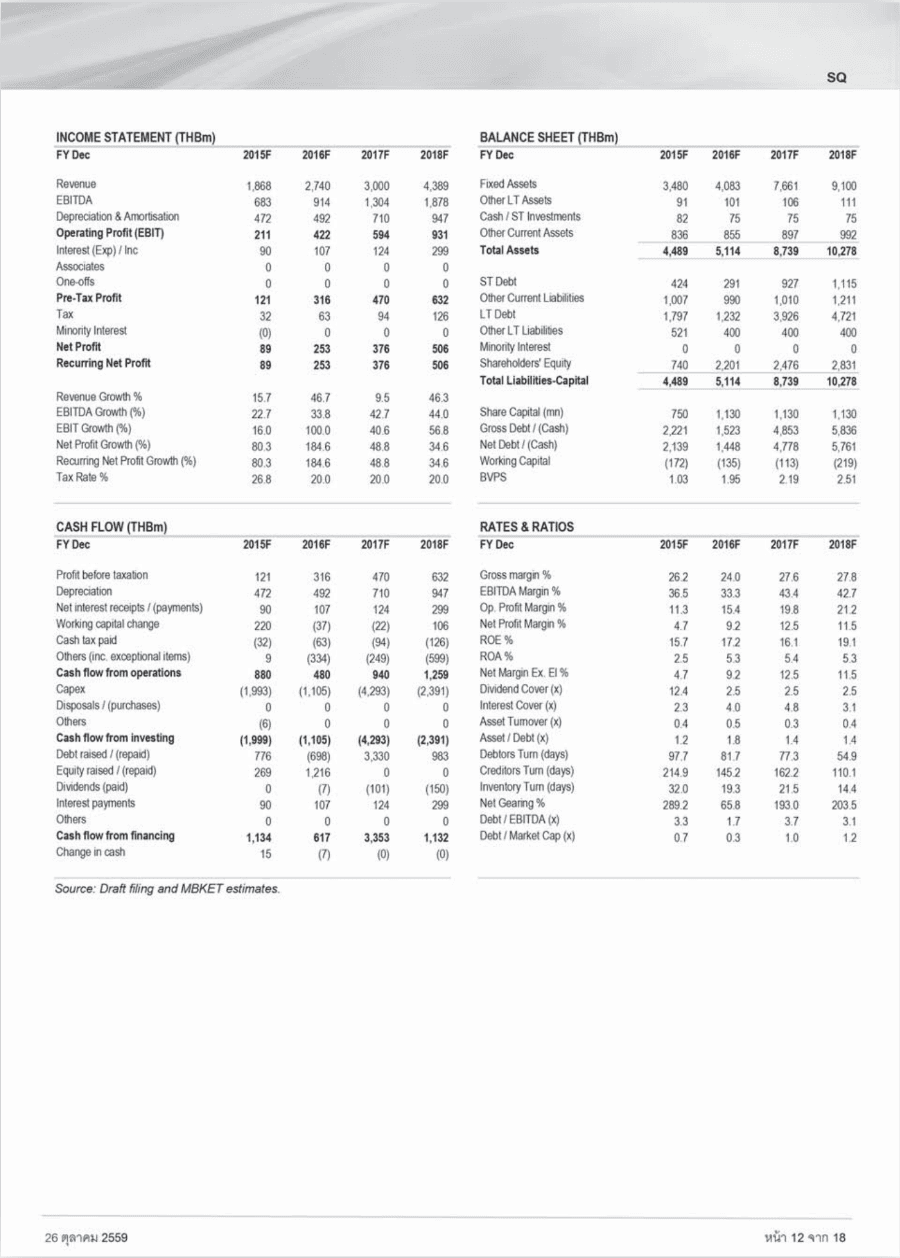 SQ
INCOME STATEMENT (THBm)
FY Dec 2015F 2016F 2017F 2018F
Revenue 1,868 2,740 3,000 4,389
EBITDA 683 914 1,304 1,878
Depreciation & Amortisation 472 492 710 947
Operating Profit (EBIT) 211 422 594 931
Interest (Exp) / Inc 90 107 124 299
Associates 0 0 0 0
One-offs 0 0 0 0
Pre-Tax Profit 121 316 470 632
Tax 32 63 94 126
Minority Interest (0) 0 0 0
Net Profit 89 253 376 506
Recurring Net Profit 89 253 376 506
Revenue Growth % 15.7 46.7 9.5 46.3
EBITDA Growth (%) 22.7 33.8 42.7 44.0
EBIT Growth (%) 16.0 100.0 40.6 56.8
Net Profit Growth (%) 80.3 184.6 48.8 34.6
Recurring Net Profit Growth (%) 80.3 184.6 48.8 34.6
Tax Rate % 26.8 20.0 20.0 20.0
BALANCE SHEET (THBm)
FY Dec 2015F 2016F 2017F 2018F
Fixed Assets 3,480 4,083 7,661 9,100
Other LT Assets 91 101 106 111
Cash / ST Investments 82 75 75 75
Other Current Assets 836 855 897 992
Total Assets 4,489 5,114 8,739 10,278
ST Debt 424 291 927 1,115
Other Current Liabilities 1,007 990 1,010 1,211
LT Debt 1,797 1,232 3,926 4,721
Other LT Liabilities 521 400 400 400
Minority Interest 0 0 0 0
Shareholders' Equity 740 2,201 2,476 2,831
Total Liabilities-Capital 4,489 5,114 8,739 10,278
Share Capital (mn) 750 1,130 1,130 1,130
Gross Debt / (Cash) 2,221 1,523 4,853 5,836
Net Debt / (Cash) 2,139 1,448 4,778 5,761
Working Capital (172) (135) (113) (219)
BVPS 1.03 1.95 2.19 2.51
CASH FLOW (THBm)
FY Dec 2015F 2016F 2017F 2018F
Profit before taxation 121 316 470 632
Depreciation 472 492 710 947
Net interest receipts / (payments) 90 107 124 299
Working capital change 220 (37) (22) 106
Cash tax paid (32) (63) (94) (126)
Others (inc. exceptional items) 9 (334) (249) (599)
Cash flow from operations 880 480 940 1,259
Capex (1,993) (1,105) (4,293) (2,391)
Disposals / (purchases) 0 0 0 0
Others (6) 0 0 0
Cash flow from investing (1,999) (1,105) (4,293) (2,391)
Debt raised / (repaid) 776 (698) 3,330 983
Equity raised / (repaid) 269 1,216 0 0
Dividends (paid) 0 (7) (101) (150)
Interest payments 90 107 124 299
Others 0 0 0 0
Cash flow from financing 1,134 617 3,353 1,132
Change in cash 15 (7) (0) (0)
RATES & RATIOS
FY Dec 2015F 2016F 2017F 2018F
Gross margin % 26.2 24.0 27.6 27.8
EBITDA Margin % 36.5 33.3 43.4 42.7
Op. Profit Margin % 11.3 15.4 19.8 21.2
Net Profit Margin % 4.7 9.2 12.5 11.5
ROE % 15.7 17.2 16.1 19.1
ROA % 2.5 5.3 5.4 5.3
Net Margin Ex. EI % 4.7 9.2 12.5 11.5
Dividend Cover (x) 12.4 2.5 2.5 2.5
Interest Cover (x) 2.3 4.0 4.8 3.1
Asset Turnover (x) 0.4 0.5 0.3 0.4
Asset / Debt (x) 1.2 1.8 1.4 1.4
Debtors Turn (days) 97.7 81.7 77.3 54.9
Creditors Turn (days) 214.9 145.2 162.2 110.1
Inventory Turn (days) 32.0 19.3 21.5 14.4
Net Gearing % 289.2 65.8 193.0 203.5
Debt / EBITDA (x) 3.3 1.7 3.7 3.1
Debt / Market Cap (x) 0.7 0.3 1.0 1.2
Source: Draft filing and MBKET estimates.
26 ตุลาคม 2559
หน้า 12 จาก 18